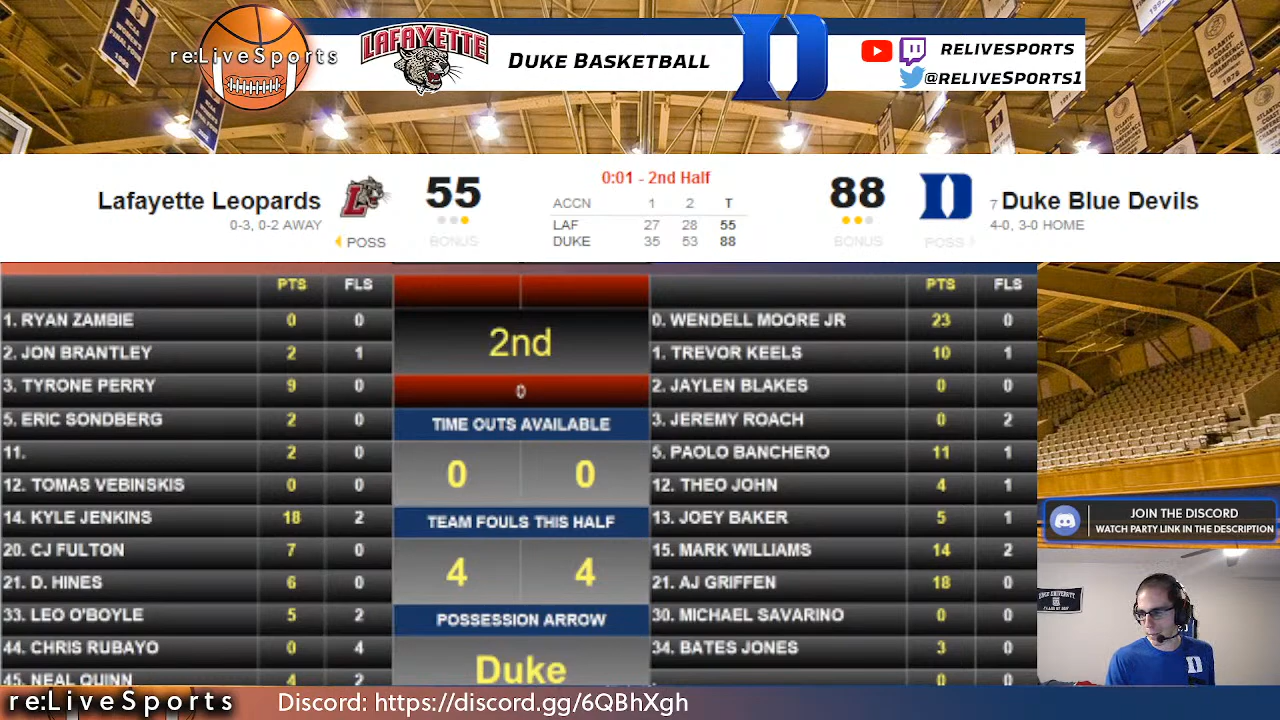 re:LiveSports
LAFAYETTE
DUKE BASKETBALL
D
RELIVESPORTS
@RELIVESPORTS1
Lafayette Leopards
0-3, 0-2 AWAY
POSS
55
BONUS
0:01 - 2nd Half
ACCN 1 2 T
LAF 27 28 55
DUKE 35 53 88
88
BONUS
7 Duke Blue Devils
4-0, 3-0 HOME
POSS
PTS FLS
1. RYAN ZAMBIE 0 0
2. JON BRANTLEY 2 1
3. TYRONE PERRY 9 0
5. ERIC SONDBERG 2 0
11. 2 0
12. TOMAS VEBINSKIS 0 0
14. KYLE JENKINS 18 2
20. CJ FULTON 7 0
21. D. HINES 6 0
33. LEO O'BOYLE 5 2
44. CHRIS RUBAYO 0 4
45. NEAL QUINN 4 2
2nd
0
TIME OUTS AVAILABLE
0 0
TEAM FOULS THIS HALF
4 4
POSSESSION ARROW
Duke
PTS FLS
0. WENDELL MOORE JR 23 0
1. TREVOR KEELS 10 1
2. JAYLEN BLAKES 0 0
3. JEREMY ROACH 0 2
5. PAOLO BANCHERO 11 1
12. THEO JOHN 4 1
13. JOEY BAKER 5 1
15. MARK WILLIAMS 14 2
21. AJ GRIFFEN 18 0
30. MICHAEL SAVARINO 0 0
34. BATES JONES 3 0
. 0 0
JOIN THE DISCORD
WATCH PARTY LINK IN THE DESCRIPTION
DUKE UNIVERSITY
D
re:LiveSports
Discord: https://discord.gg/6QBhXgh